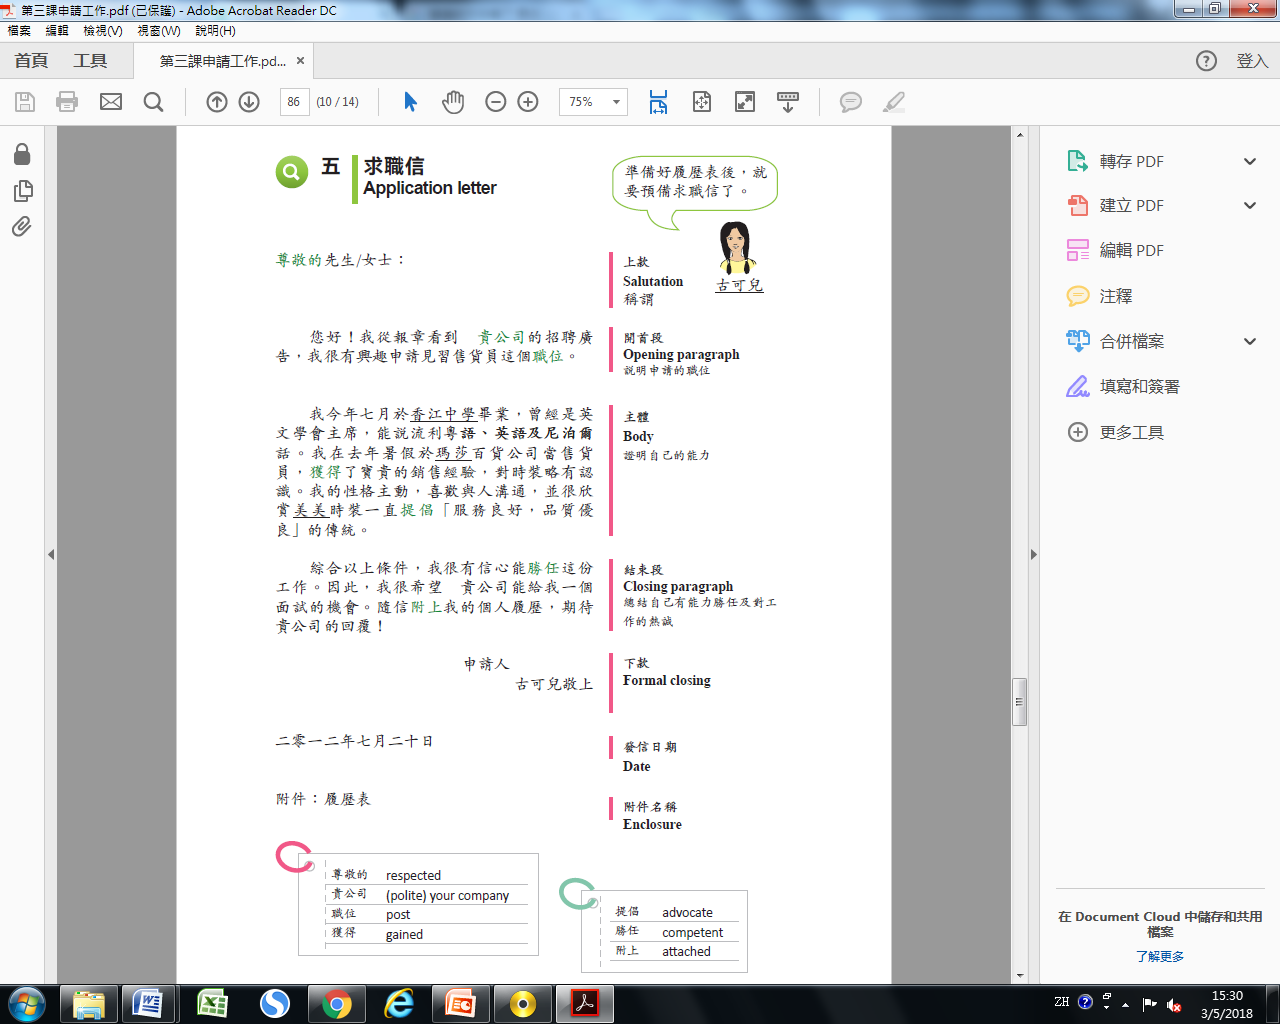 第三課申請工作.pdf (已保護) - Adobe Acrobat Reader DC
檔案 編輯 檢視(V) 視窗(W) 說明(H)
首頁 工具 第三課申請工作.pd... ×
登入
86 (10 / 14) 75%
五 求職信
Application letter
準備好履歷表後，就
要預備求職信了。
古可兒
尊敬的先生/女士：
上款
Salutation
稱謂
您好！我從報章看到 貴公司的招聘廣
告，我很有興趣申請見習售貨員這個職位。
開首段
Opening paragraph
說明申請的職位
我今年七月於香江中學畢業，曾經是英
文學會主席，能說流利粵語、英語及尼泊爾
話。我在去年暑假於瑪莎百貨公司當售貨
員，獲得了寶貴的銷售經驗，對時裝略有認
識。我的性格主動，喜歡與人溝通，並很欣
賞美美時裝一直提倡「服務良好，品質優
良」的傳統。
主體
Body
證明自己的能力
綜合以上條件，我很有信心能勝任這份
工作。因此，我很希望 貴公司能給我一個
面試的機會。隨信附上我的個人履歷，期待
貴公司的回覆！
結束段
Closing paragraph
總結自己有能力勝任及對工
作的熱誠
申請人
古可兒敬上
下款
Formal closing
二零一二年七月二十日
發信日期
Date
附件：履歷表
附件名稱
Enclosure
尊敬的 respected
貴公司 (polite) your company
職位 post
獲得 gained
提倡 advocate
勝任 competent
附上 attached
轉存 PDF
建立 PDF
編輯 PDF
注釋
合併檔案
填寫和簽署
更多工具
在 Document Cloud 中儲存和共用
檔案
了解更多
ZH
15:30
3/5/2018